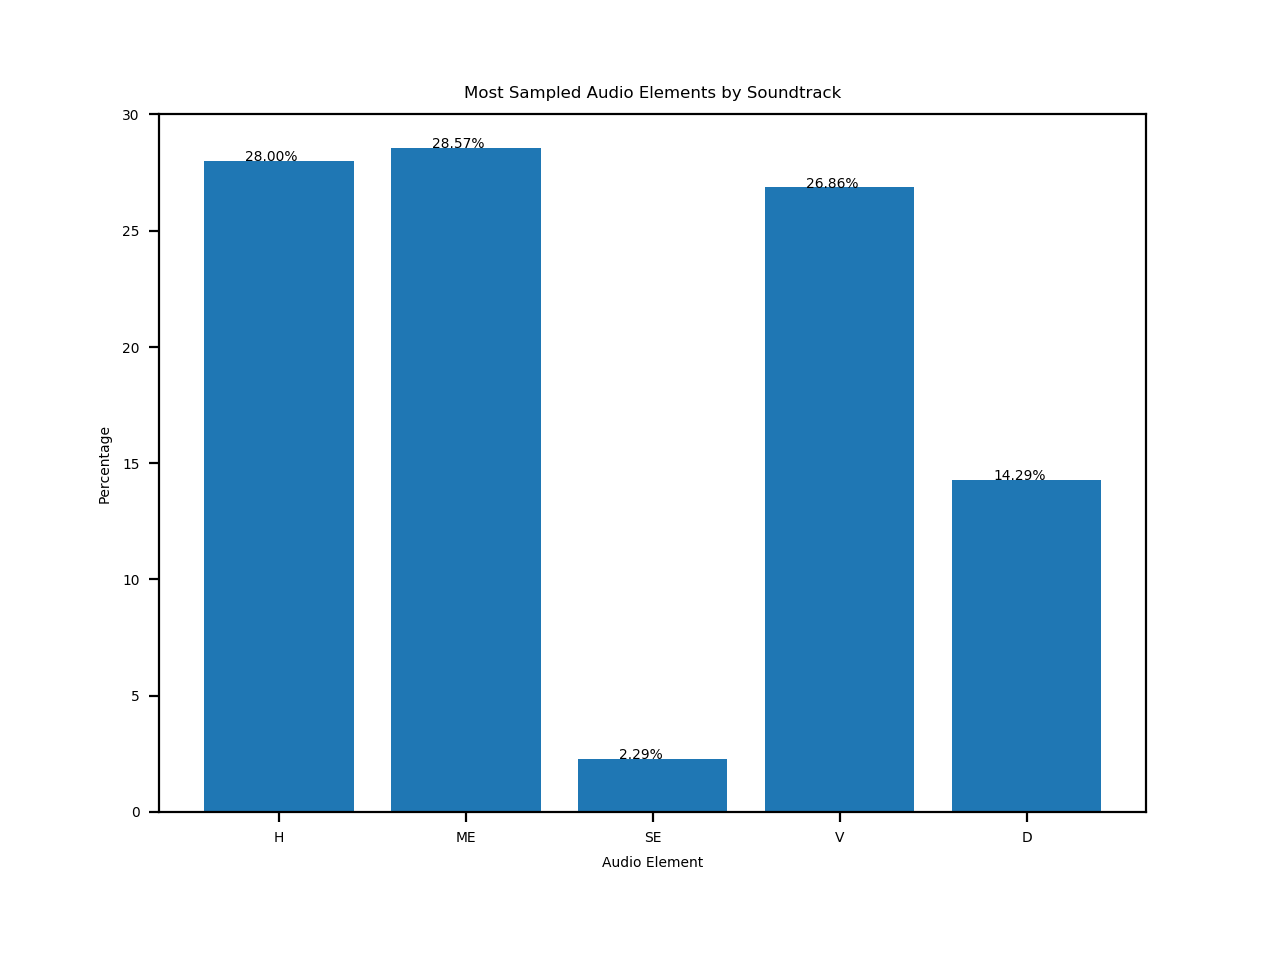 Most Sampled Audio Elements by Soundtrack
30
25
20
15
10
5
0
Percentage
28.00%
28.57%
2.29%
26.86%
14.29%
H
ME
SE
V
D
Audio Element